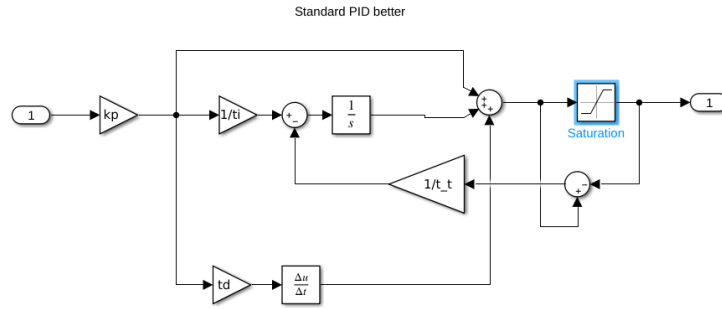 Standard PID better
1
kp
1/ti
+
−
1
s
+
+
+
Saturation
1
1/t_t
−
+
td
Δu
Δt